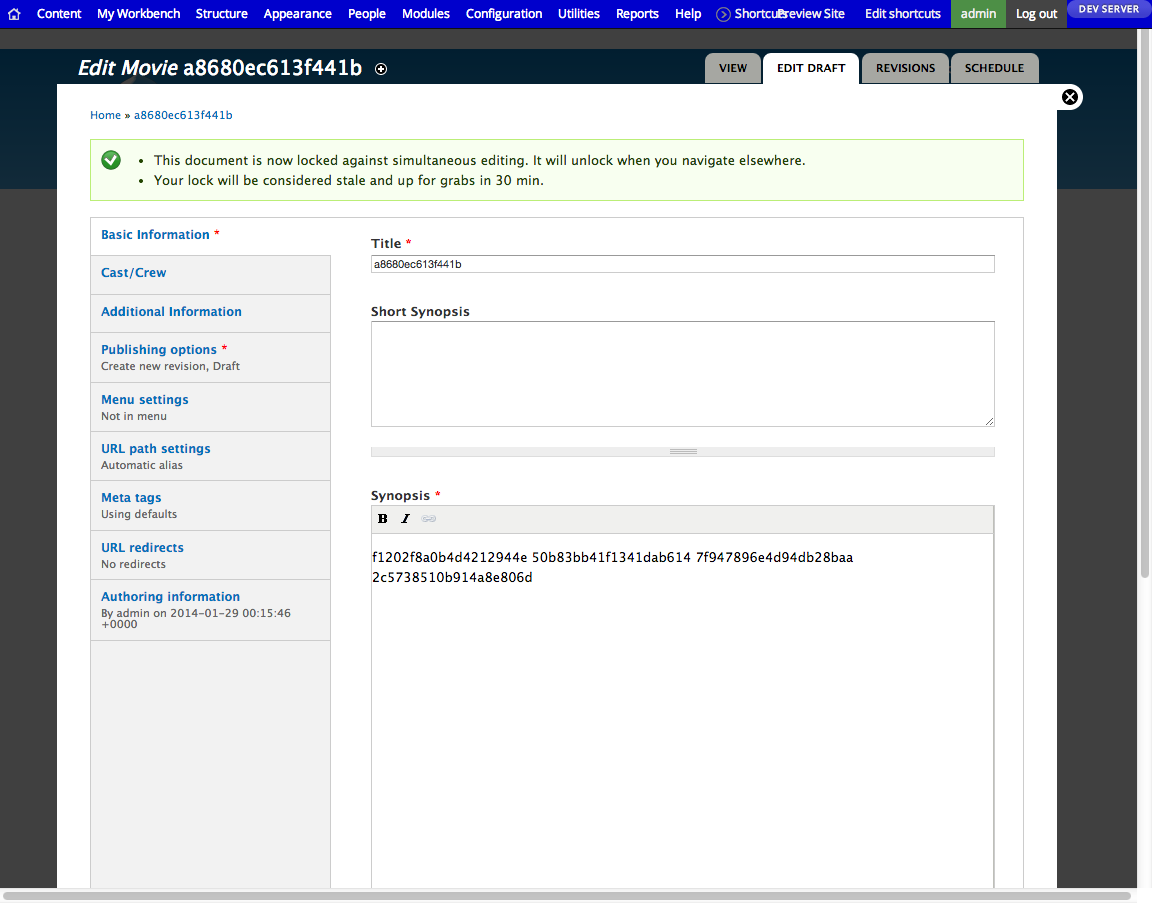 Content My Workbench Structure Appearance People Modules Configuration Utilities Reports Help Shortcuts Preview Site Edit shortcuts admin Log out DEV SERVER
Edit Movie a8680ec613f441b
VIEW EDIT DRAFT REVISIONS SCHEDULE
Home » a8680ec613f441b
• This document is now locked against simultaneous editing. It will unlock when you navigate elsewhere.
• Your lock will be considered stale and up for grabs in 30 min.
Basic Information *
Cast/Crew
Additional Information
Publishing options *
Create new revision, Draft
Menu settings
Not in menu
URL path settings
Automatic alias
Meta tags
Using defaults
URL redirects
No redirects
Authoring information
By admin on 2014-01-29 00:15:46
+0000
Title *
a8680ec613f441b
Short Synopsis
Synopsis *
B I
f1202f8a0b4d4212944e 50b83bb41f1341dab614 7f947896e4d94db28baa
2c5738510b914a8e806d